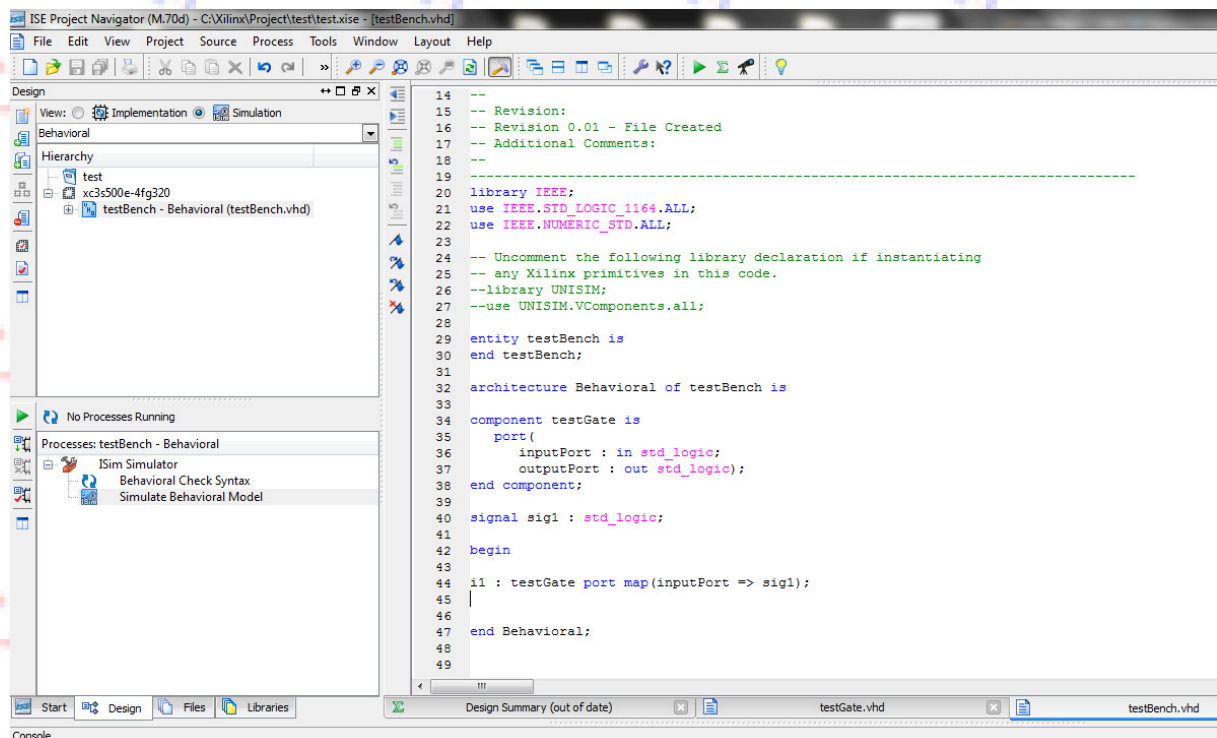 ISE Project Navigator (M.70d) - C:\Xilinx\Project\test\test.xise - [testBench.vhd]
File Edit View Project Source Process Tools Window Layout Help
Design
View: Implementation Simulation
Behavioral
Hierarchy
test
xc3s500e-4fg320
testBench - Behavioral (testBench.vhd)
No Processes Running
Processes: testBench - Behavioral
ISim Simulator
Behavioral Check Syntax
Simulate Behavioral Model
14 --
15 -- Revision:
16 -- Revision 0.01 - File Created
17 -- Additional Comments:
18 --
19 ----------------------------------------------------------------------------------
20 library IEEE;
21 use IEEE.STD_LOGIC_1164.ALL;
22 use IEEE.NUMERIC_STD.ALL;
23
24 -- Uncomment the following library declaration if instantiating
25 -- any Xilinx primitives in this code.
26 --library UNISIM;
27 --use UNISIM.VComponents.all;
28
29 entity testBench is
30 end testBench;
31
32 architecture Behavioral of testBench is
33
34 component testGate is
35 port(
36 inputPort : in std_logic;
37 outputPort : out std_logic);
38 end component;
39
40 signal sig1 : std_logic;
41
42 begin
43
44 i1 : testGate port map(inputPort => sig1);
45
46
47 end Behavioral;
48
49
Start Design Files Libraries
Design Summary (out of date) testGate.vhd testBench.vhd
Console